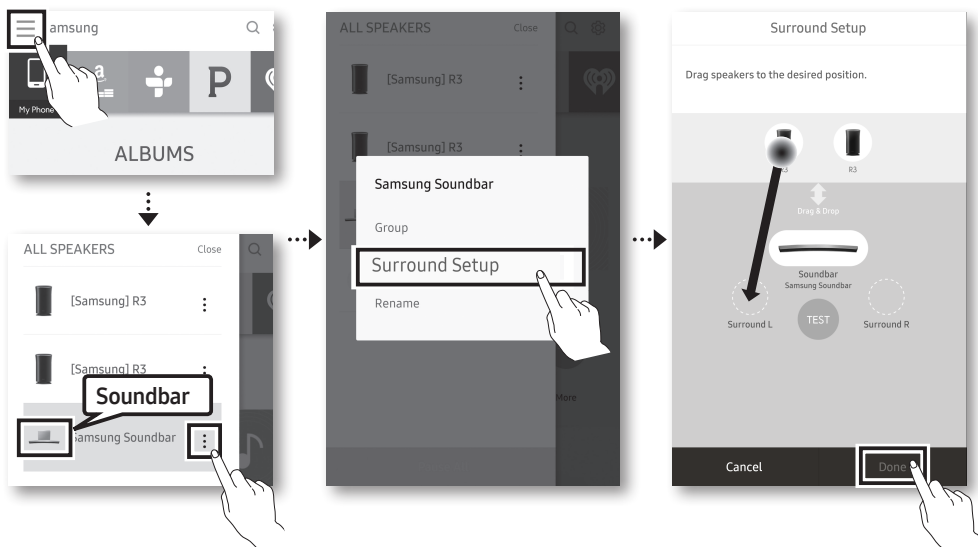 amsung
a
P
My Phone
ALBUMS
ALL SPEAKERS Close
[Samsung] R3
[Samsung] R3
Soundbar
Samsung Soundbar
ALL SPEAKERS Close
[Samsung] R3
[Samsung] R3
Samsung Soundbar
Group
Surround Setup
Rename
More
Surround Setup
Drag speakers to the desired position.
R3 R3
Drag & Drop
Soundbar
Samsung Soundbar
Surround L TEST Surround R
Cancel Done